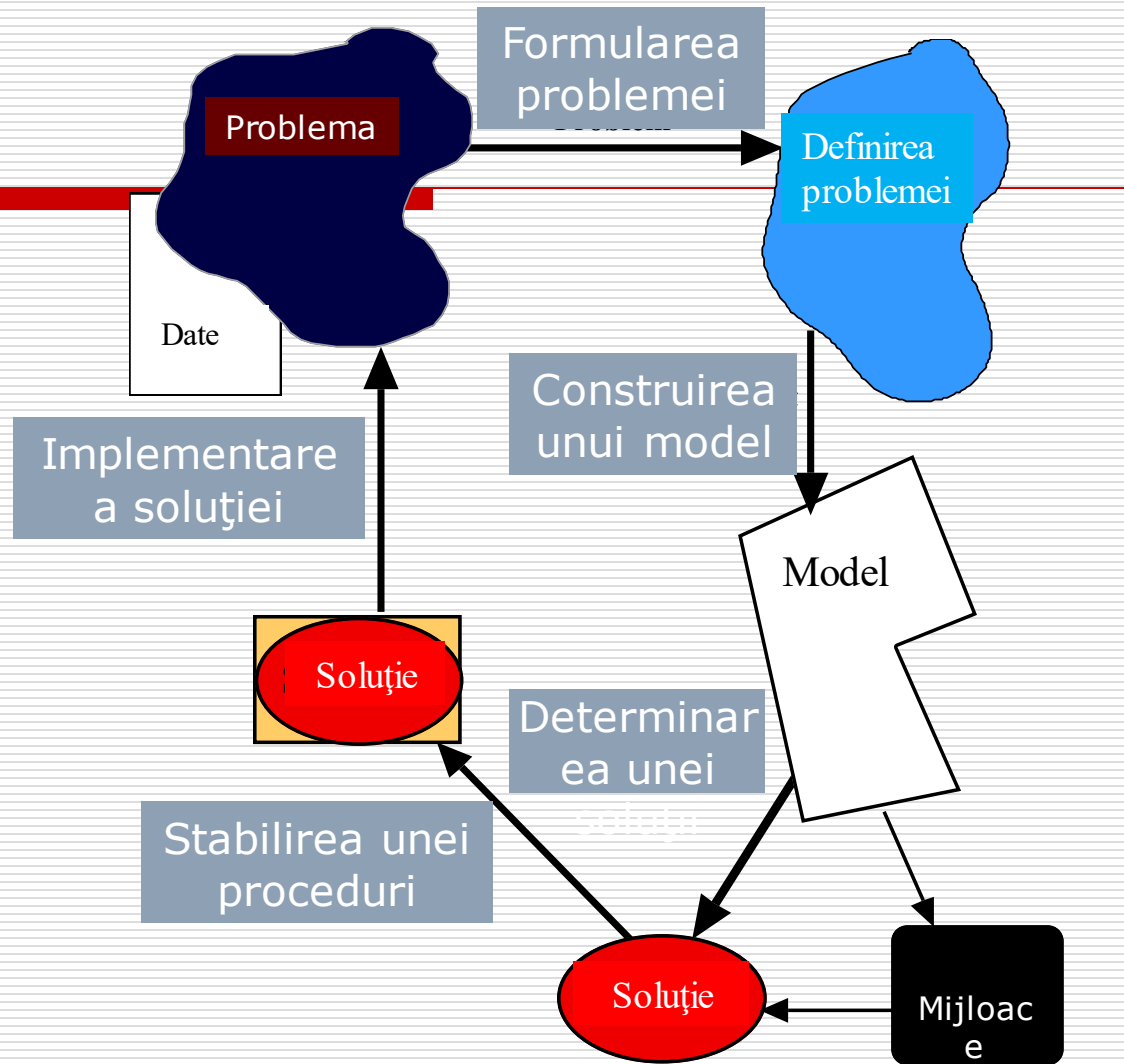 Formularea
problemei
Problema
Definirea
problemei
Date
Construirea
unui model
Implementare
a soluţiei
Model
Soluţie
Determinar
ea unei
soluţii
Stabilirea unei
proceduri
Soluţie
Mijloac
e